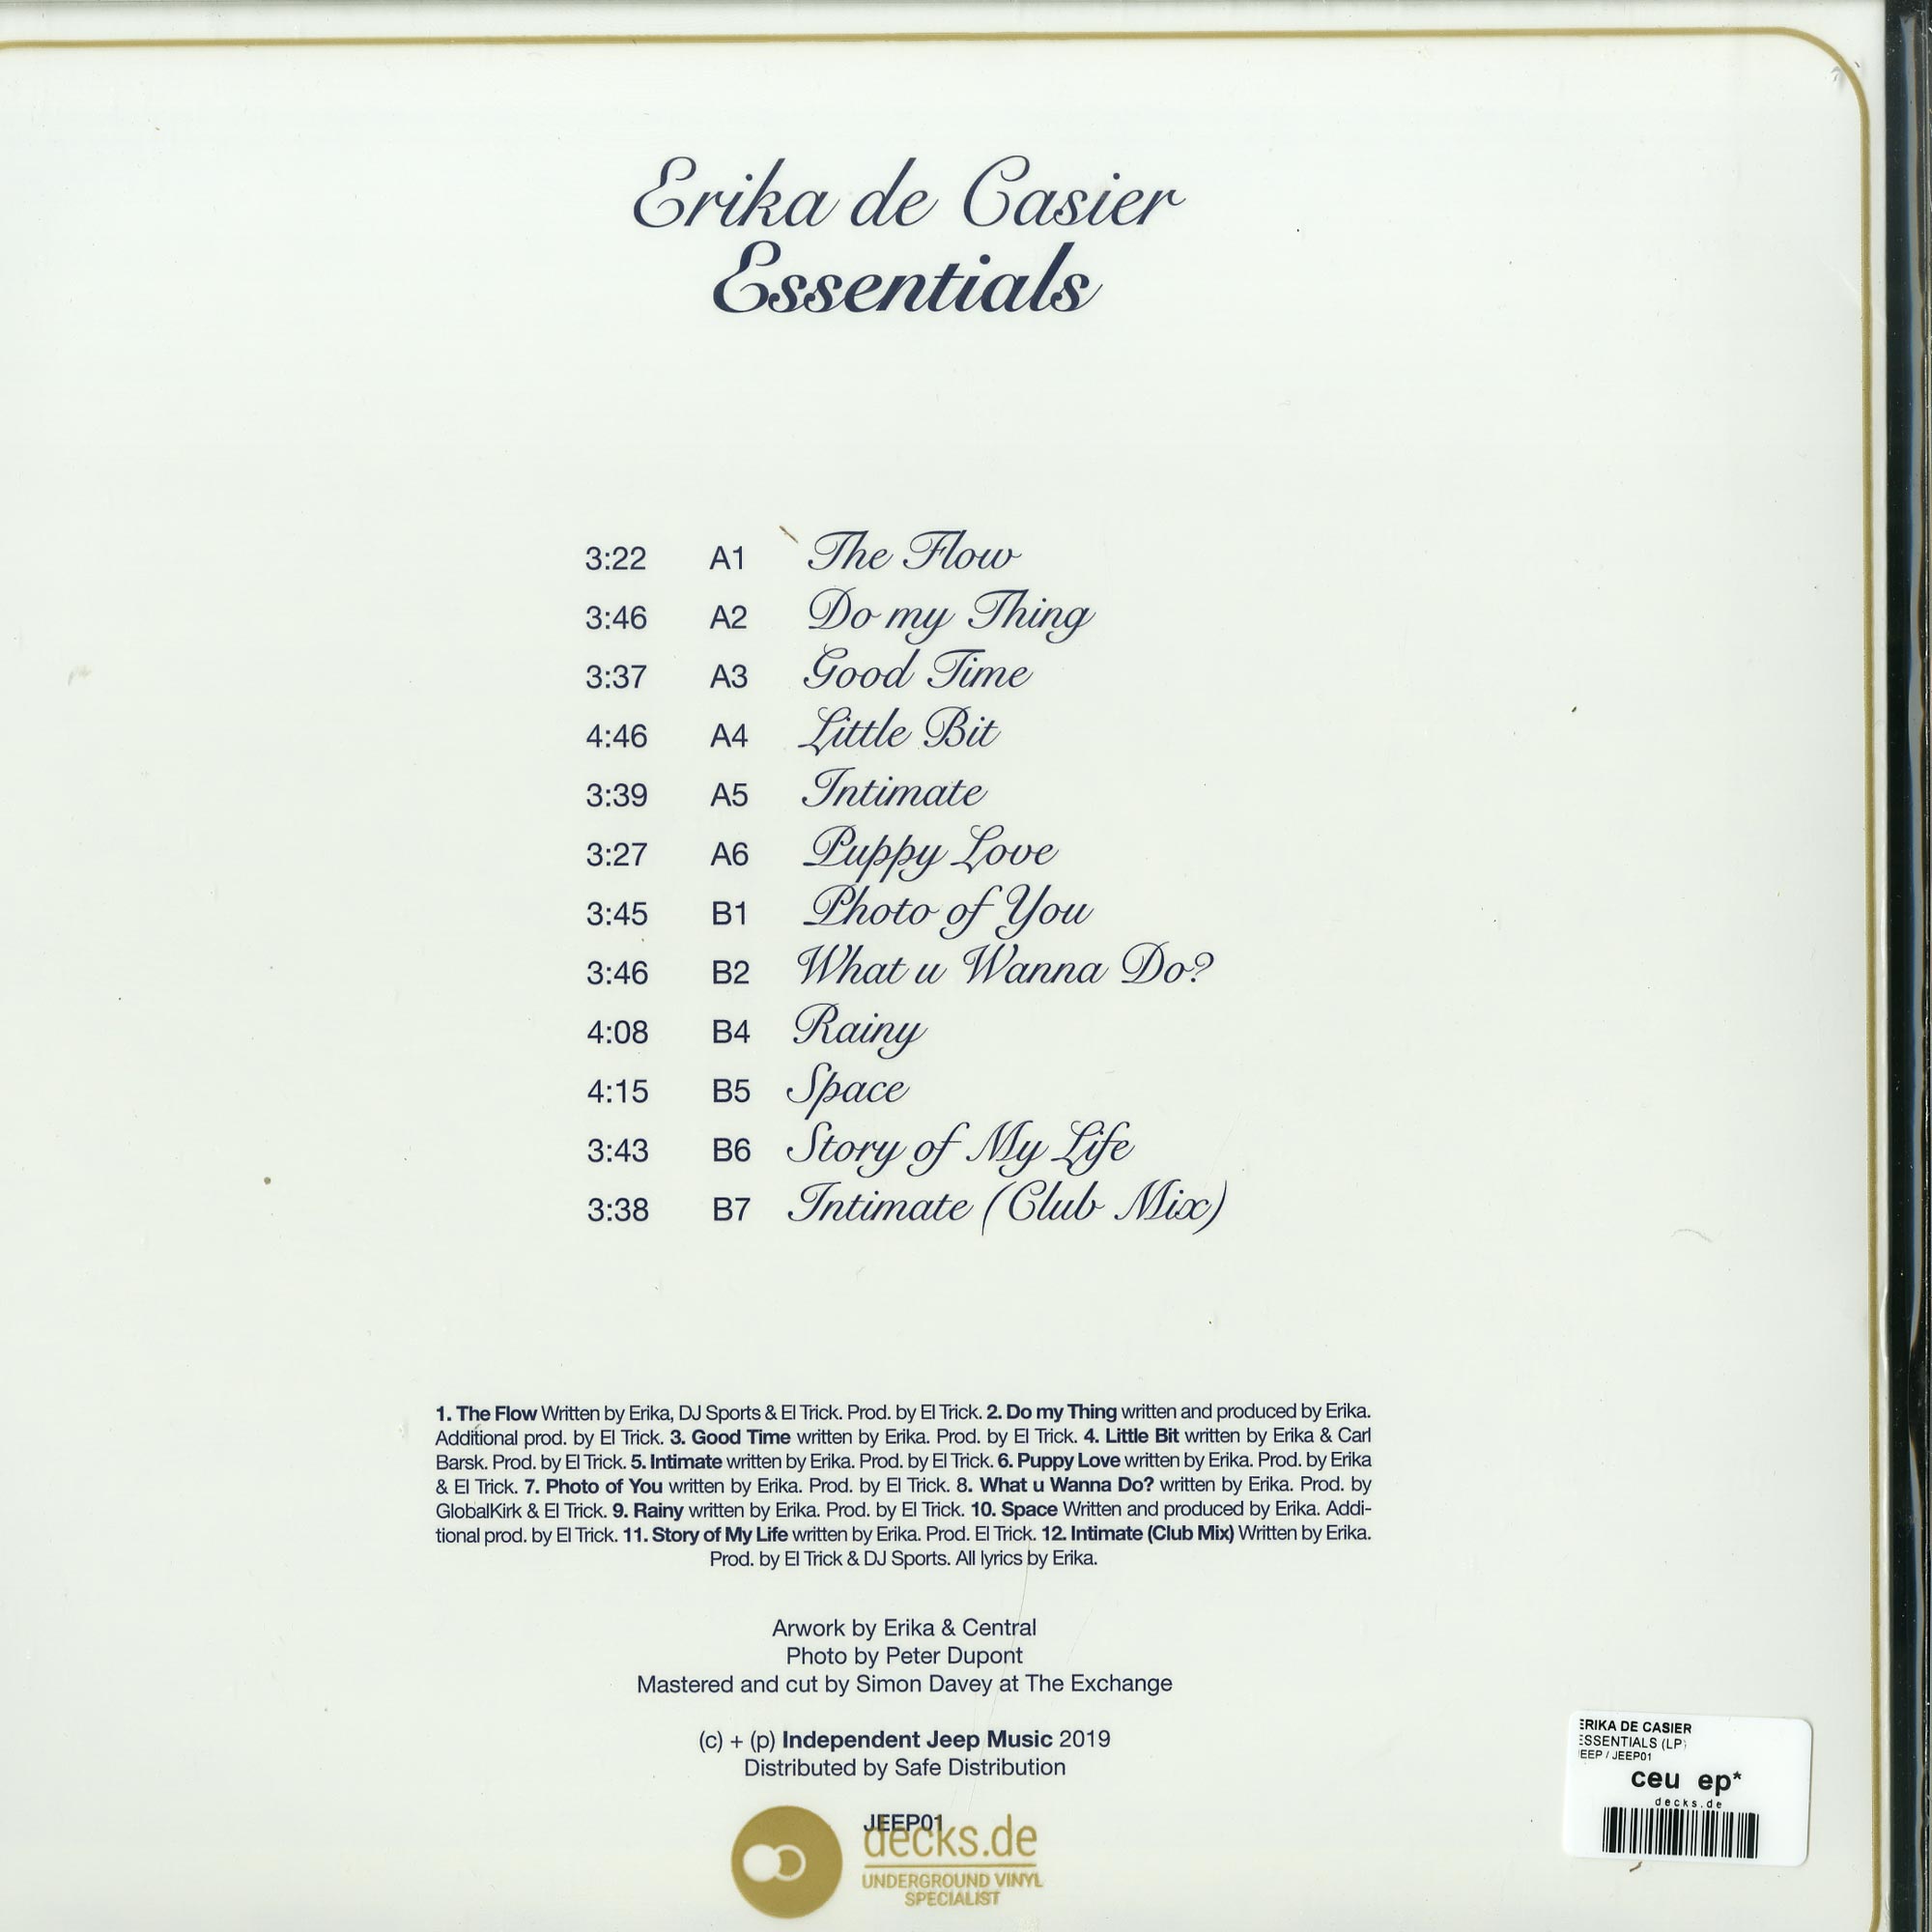 Erika de Casier
Essentials
3:22 A1 The Flow
3:46 A2 Do my Thing
3:37 A3 Good Time
4:46 A4 Little Bit
3:39 A5 Intimate
3:27 A6 Puppy Love
3:45 B1 Photo of You
3:46 B2 What u Wanna Do?
4:08 B4 Rainy
4:15 B5 Space
3:43 B6 Story of My Life
3:38 B7 Intimate (Club Mix)
1. The Flow Written by Erika, DJ Sports & El Trick. Prod. by El Trick. 2. Do my Thing written and produced by Erika.
Additional prod. by El Trick. 3. Good Time written by Erika. Prod. by El Trick. 4. Little Bit written by Erika & Carl
Barsk. Prod. by El Trick. 5. Intimate written by Erika. Prod. by El Trick. 6. Puppy Love written by Erika. Prod. by Erika
& El Trick. 7. Photo of You written by Erika. Prod. by El Trick. 8. What u Wanna Do? written by Erika. Prod. by
GlobalKirk & El Trick. 9. Rainy written by Erika. Prod. by El Trick. 10. Space Written and produced by Erika. Addi-
tional prod. by El Trick. 11. Story of My Life written by Erika. Prod. El Trick. 12. Intimate (Club Mix) Written by Erika.
Prod. by El Trick & DJ Sports. All lyrics by Erika.
Arwork by Erika & Central
Photo by Peter Dupont
Mastered and cut by Simon Davey at The Exchange
(c) + (p) Independent Jeep Music 2019
Distributed by Safe Distribution
JEEP01
decks.de
UNDERGROUND VINYL
SPECIALIST
ERIKA DE CASIER
ESSENTIALS (LP)
JEEP / JEEP01
ceu ep*
decks.de